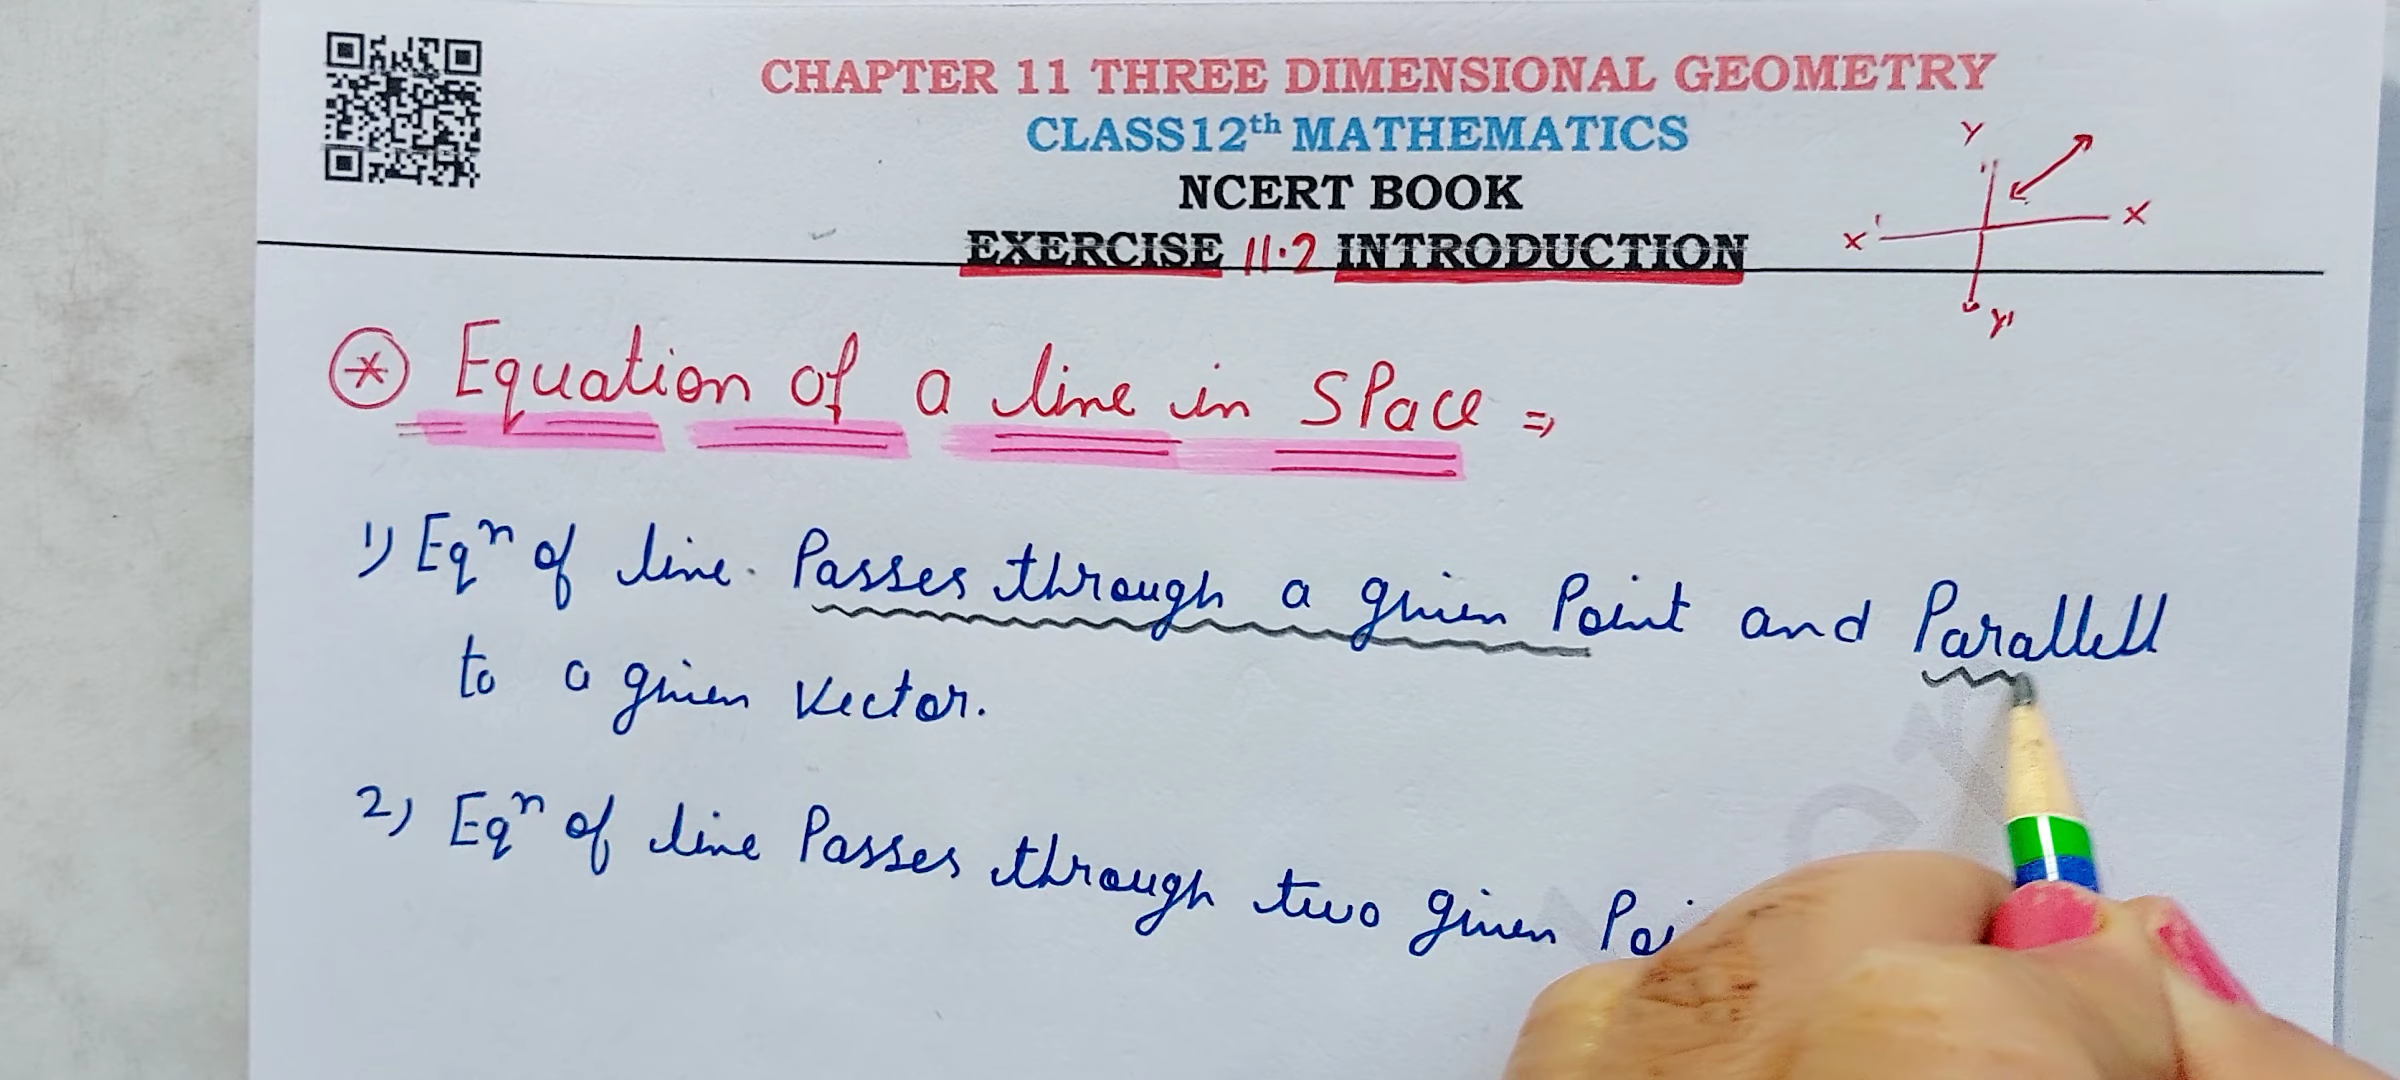 CHAPTER 11 THREE DIMENSIONAL GEOMETRY
CLASS12th MATHEMATICS
NCERT BOOK
EXERCISE 11.2 INTRODUCTION
Y
X' X
Y'
* Equation of a line in SPace ⇒
1) Eqⁿ of line. Passes through a given Point and Parallell
to a given Vector.
2) Eqⁿ of line Passes through two given Poi